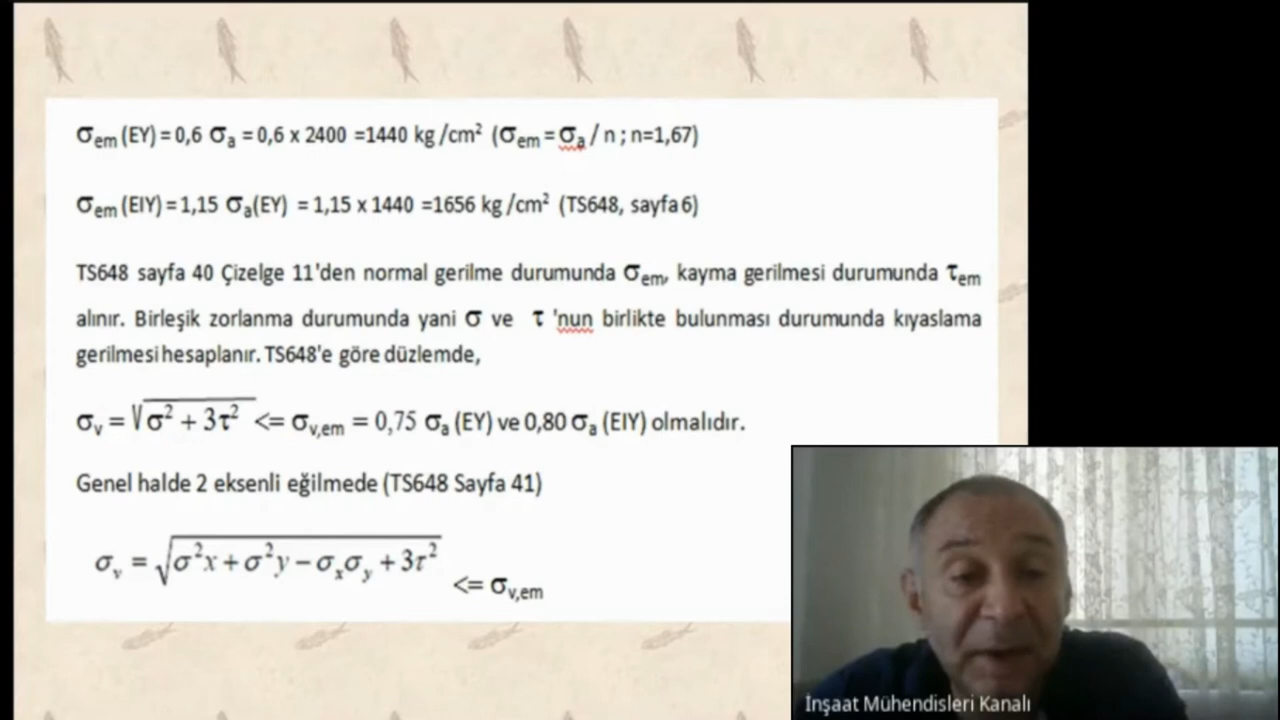 σem (EY) = 0,6 σa = 0,6 x 2400 =1440 kg /cm² (σem = σa / n ; n=1,67)
σem (EIY) = 1,15 σa(EY) = 1,15 x 1440 =1656 kg /cm² (TS648, sayfa 6)
TS648 sayfa 40 Çizelge 11'den normal gerilme durumunda σem, kayma gerilmesi durumunda τem
alınır. Birleşik zorlanma durumunda yani σ ve τ 'nun birlikte bulunması durumunda kıyaslama
gerilmesi hesaplanır. TS648'e göre düzlemde,
σv = √σ² + 3τ² <= σv,em = 0,75 σa (EY) ve 0,80 σa (EIY) olmalıdır.
Genel halde 2 eksenli eğilmede (TS648 Sayfa 41)
σv = √σ²x + σ²y − σxσy + 3τ² <= σv,em
İnşaat Mühendisleri Kanalı